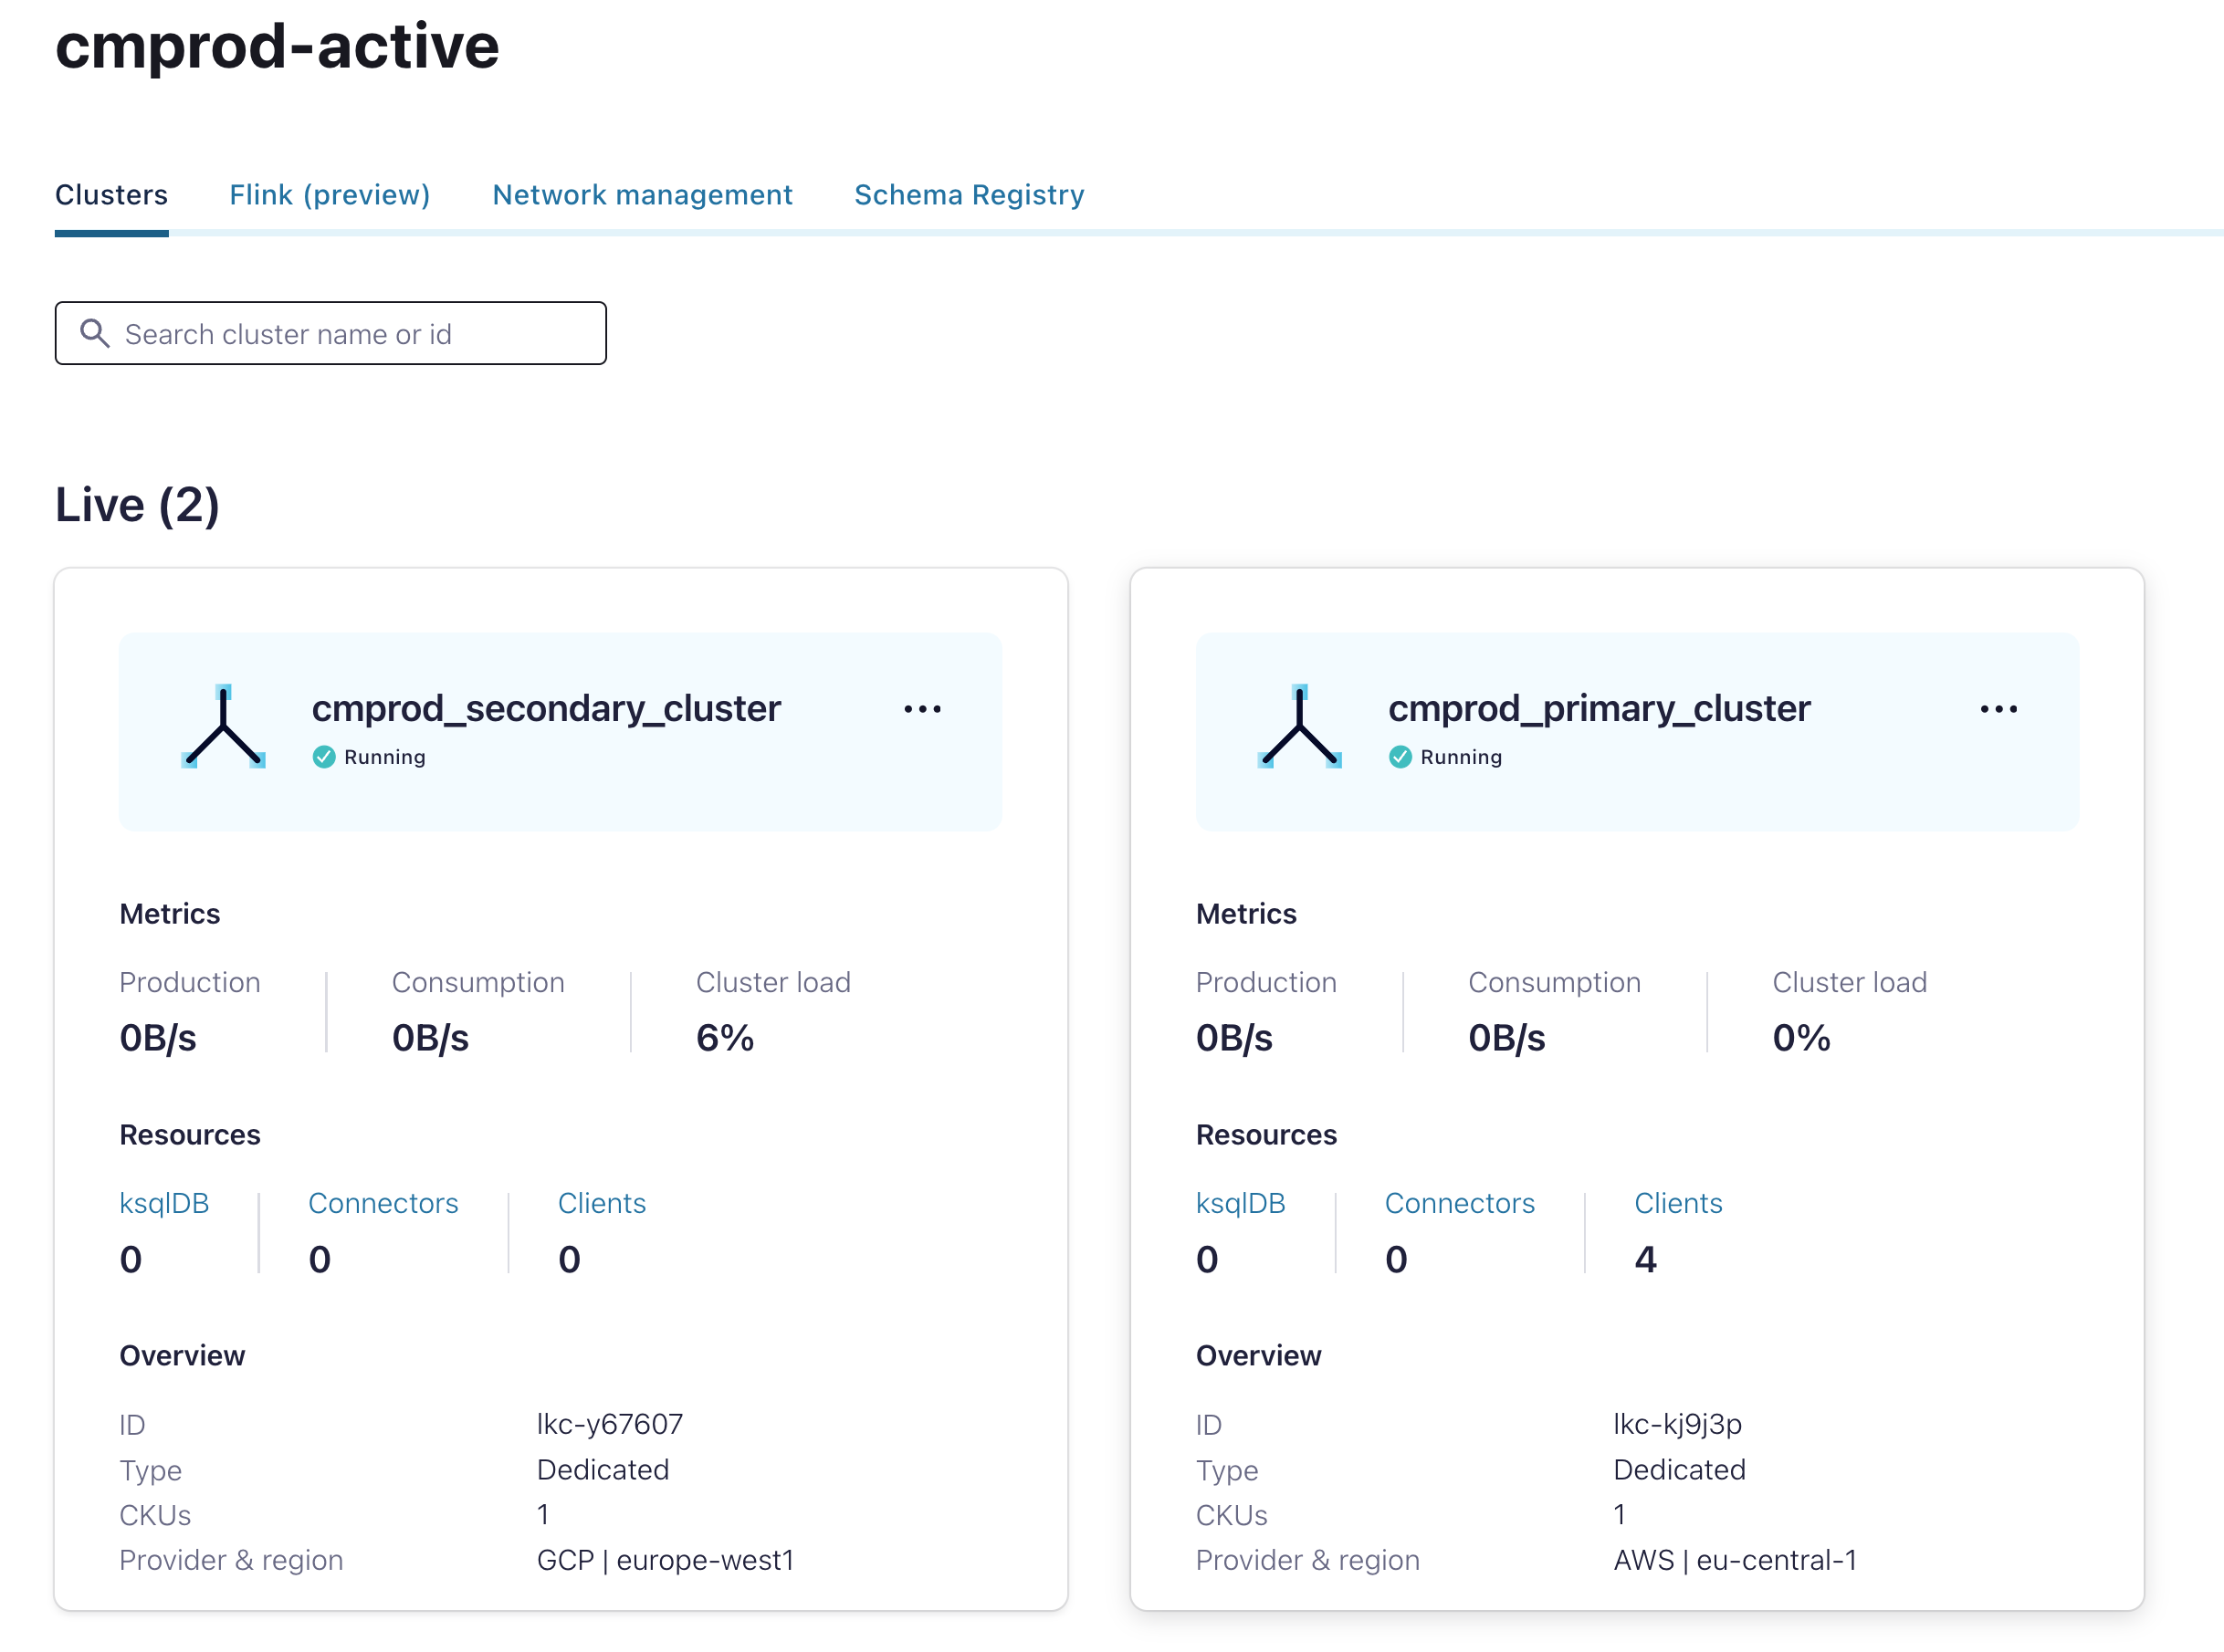 cmprod-active
Clusters Flink (preview) Network management Schema Registry
Search cluster name or id
Live (2)
cmprod_secondary_cluster
Running
Metrics
Production Consumption Cluster load
0B/s 0B/s 6%
Resources
ksqlDB Connectors Clients
0 0 0
Overview
ID lkc-y67607
Type Dedicated
CKUs 1
Provider & region GCP | europe-west1
cmprod_primary_cluster
Running
Metrics
Production Consumption Cluster load
0B/s 0B/s 0%
Resources
ksqlDB Connectors Clients
0 0 4
Overview
ID lkc-kj9j3p
Type Dedicated
CKUs 1
Provider & region AWS | eu-central-1